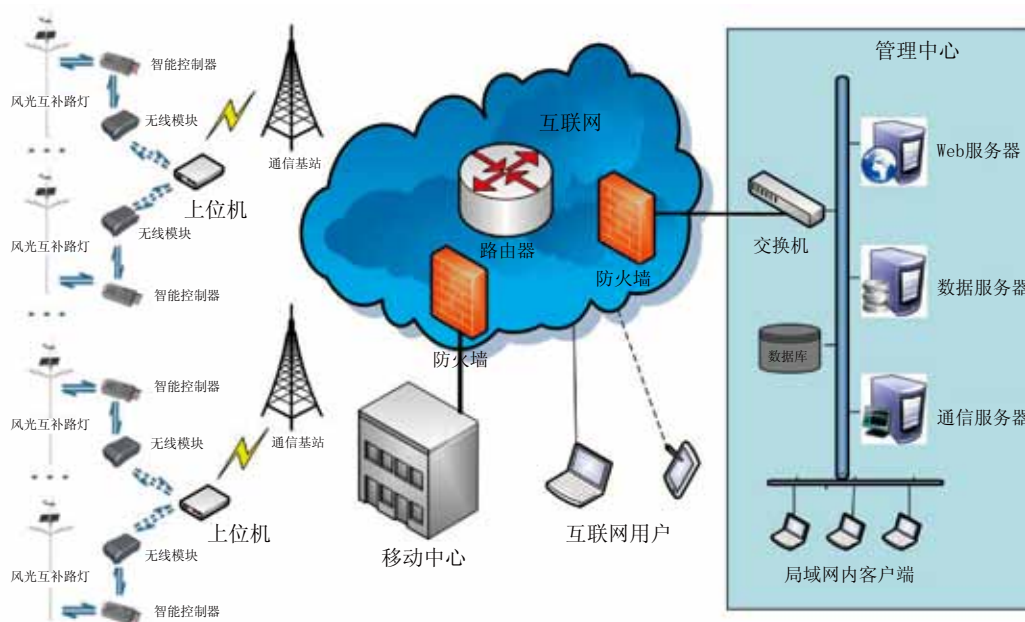 智能控制器
风光互补路灯
无线模块
通信基站
上位机
无线模块
风光互补路灯
智能控制器
智能控制器
风光互补路灯
无线模块
通信基站
上位机
无线模块
风光互补路灯
智能控制器
互联网
路由器
防火墙
防火墙
移动中心
互联网用户
管理中心
Web服务器
交换机
数据服务器
数据库
通信服务器
局域网内客户端